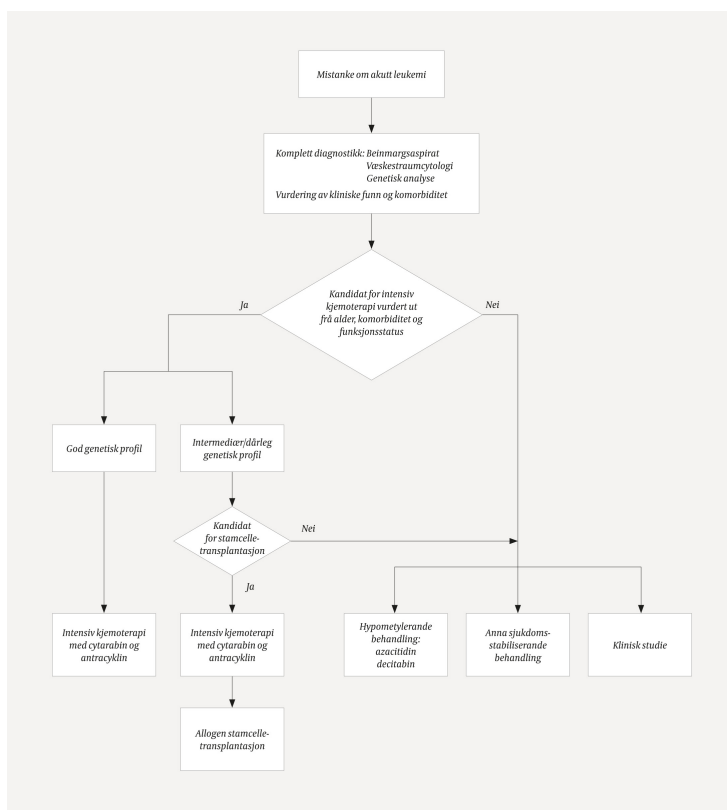 Mistanke om akutt leukemi
Komplett diagnostikk: Beinmargsaspirat
Væskestraumcytologi
Genetisk analyse
Vurdering av kliniske funn og komorbiditet
Kandidat for intensiv
kjemoterapi vurdert ut
frå alder, komorbiditet og
funksjonsstatus
Ja
Nei
God genetisk profil
Intermediær/dårleg
genetisk profil
Kandidat
for stamcelle-
transplantasjon
Nei
Ja
Intensiv kjemoterapi
med cytarabin og
antracyklin
Intensiv kjemoterapi
med cytarabin og
antracyklin
Hypometylerande
behandling:
azacitidin
decitabin
Anna sjukdoms-
stabiliserande
behandling
Klinisk studie
Allogen stamcelle-
transplantasjon